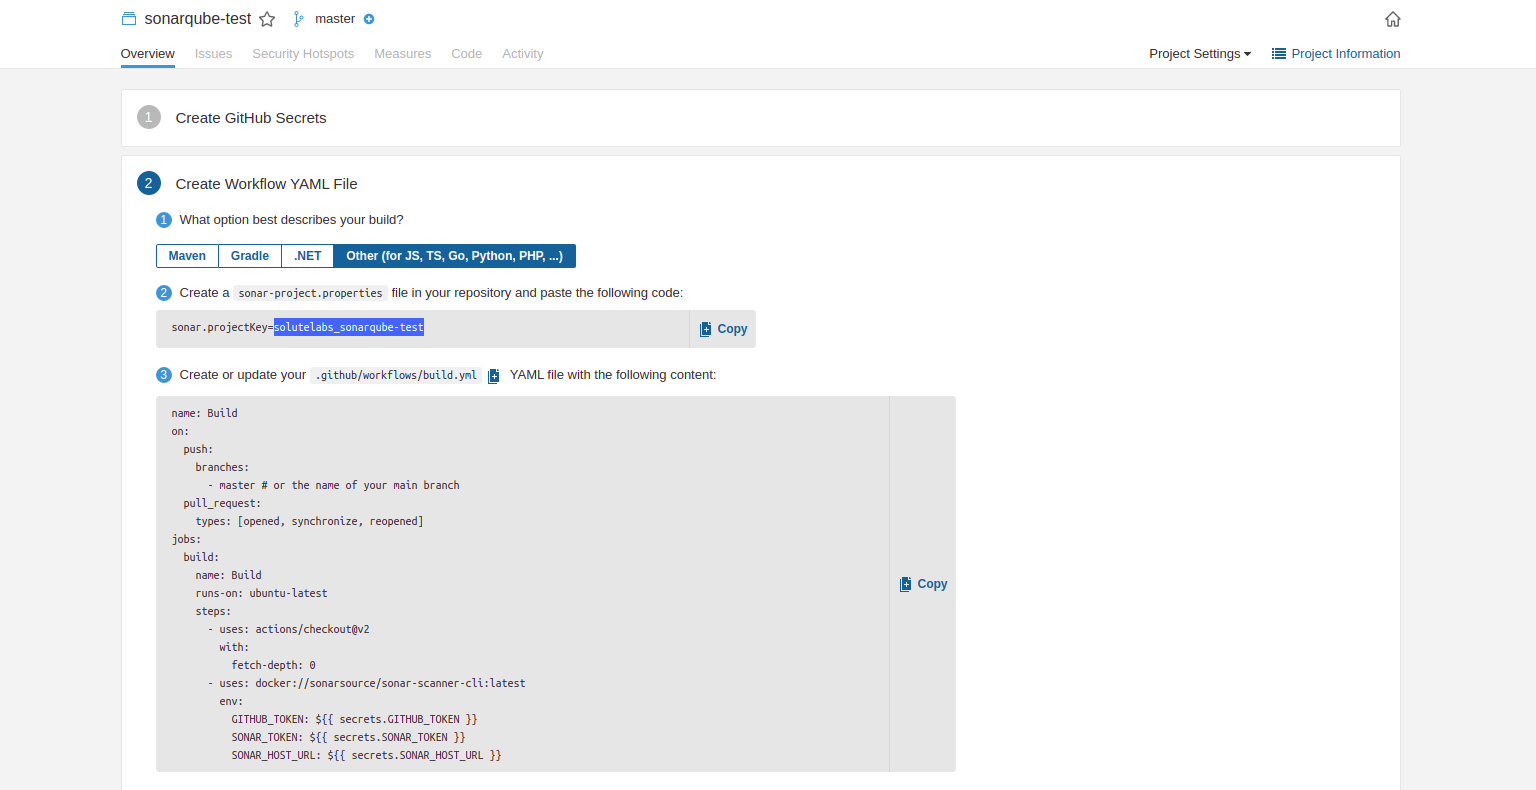 sonarqube-test master
Overview Issues Security Hotspots Measures Code Activity Project Settings Project Information
1 Create GitHub Secrets
2 Create Workflow YAML File
1 What option best describes your build?
Maven Gradle .NET Other (for JS, TS, Go, Python, PHP, ...)
2 Create a sonar-project.properties file in your repository and paste the following code:
sonar.projectKey=solutelabs_sonarqube-test Copy
3 Create or update your .github/workflows/build.yml YAML file with the following content:
name: Build
on:
  push:
    branches:
      - master # or the name of your main branch
  pull_request:
    types: [opened, synchronize, reopened]
jobs:
  build:
    name: Build
    runs-on: ubuntu-latest
    steps:
      - uses: actions/checkout@v2
        with:
          fetch-depth: 0
      - uses: docker://sonarsource/sonar-scanner-cli:latest
        env:
          GITHUB_TOKEN: ${{ secrets.GITHUB_TOKEN }}
          SONAR_TOKEN: ${{ secrets.SONAR_TOKEN }}
          SONAR_HOST_URL: ${{ secrets.SONAR_HOST_URL }}
Copy